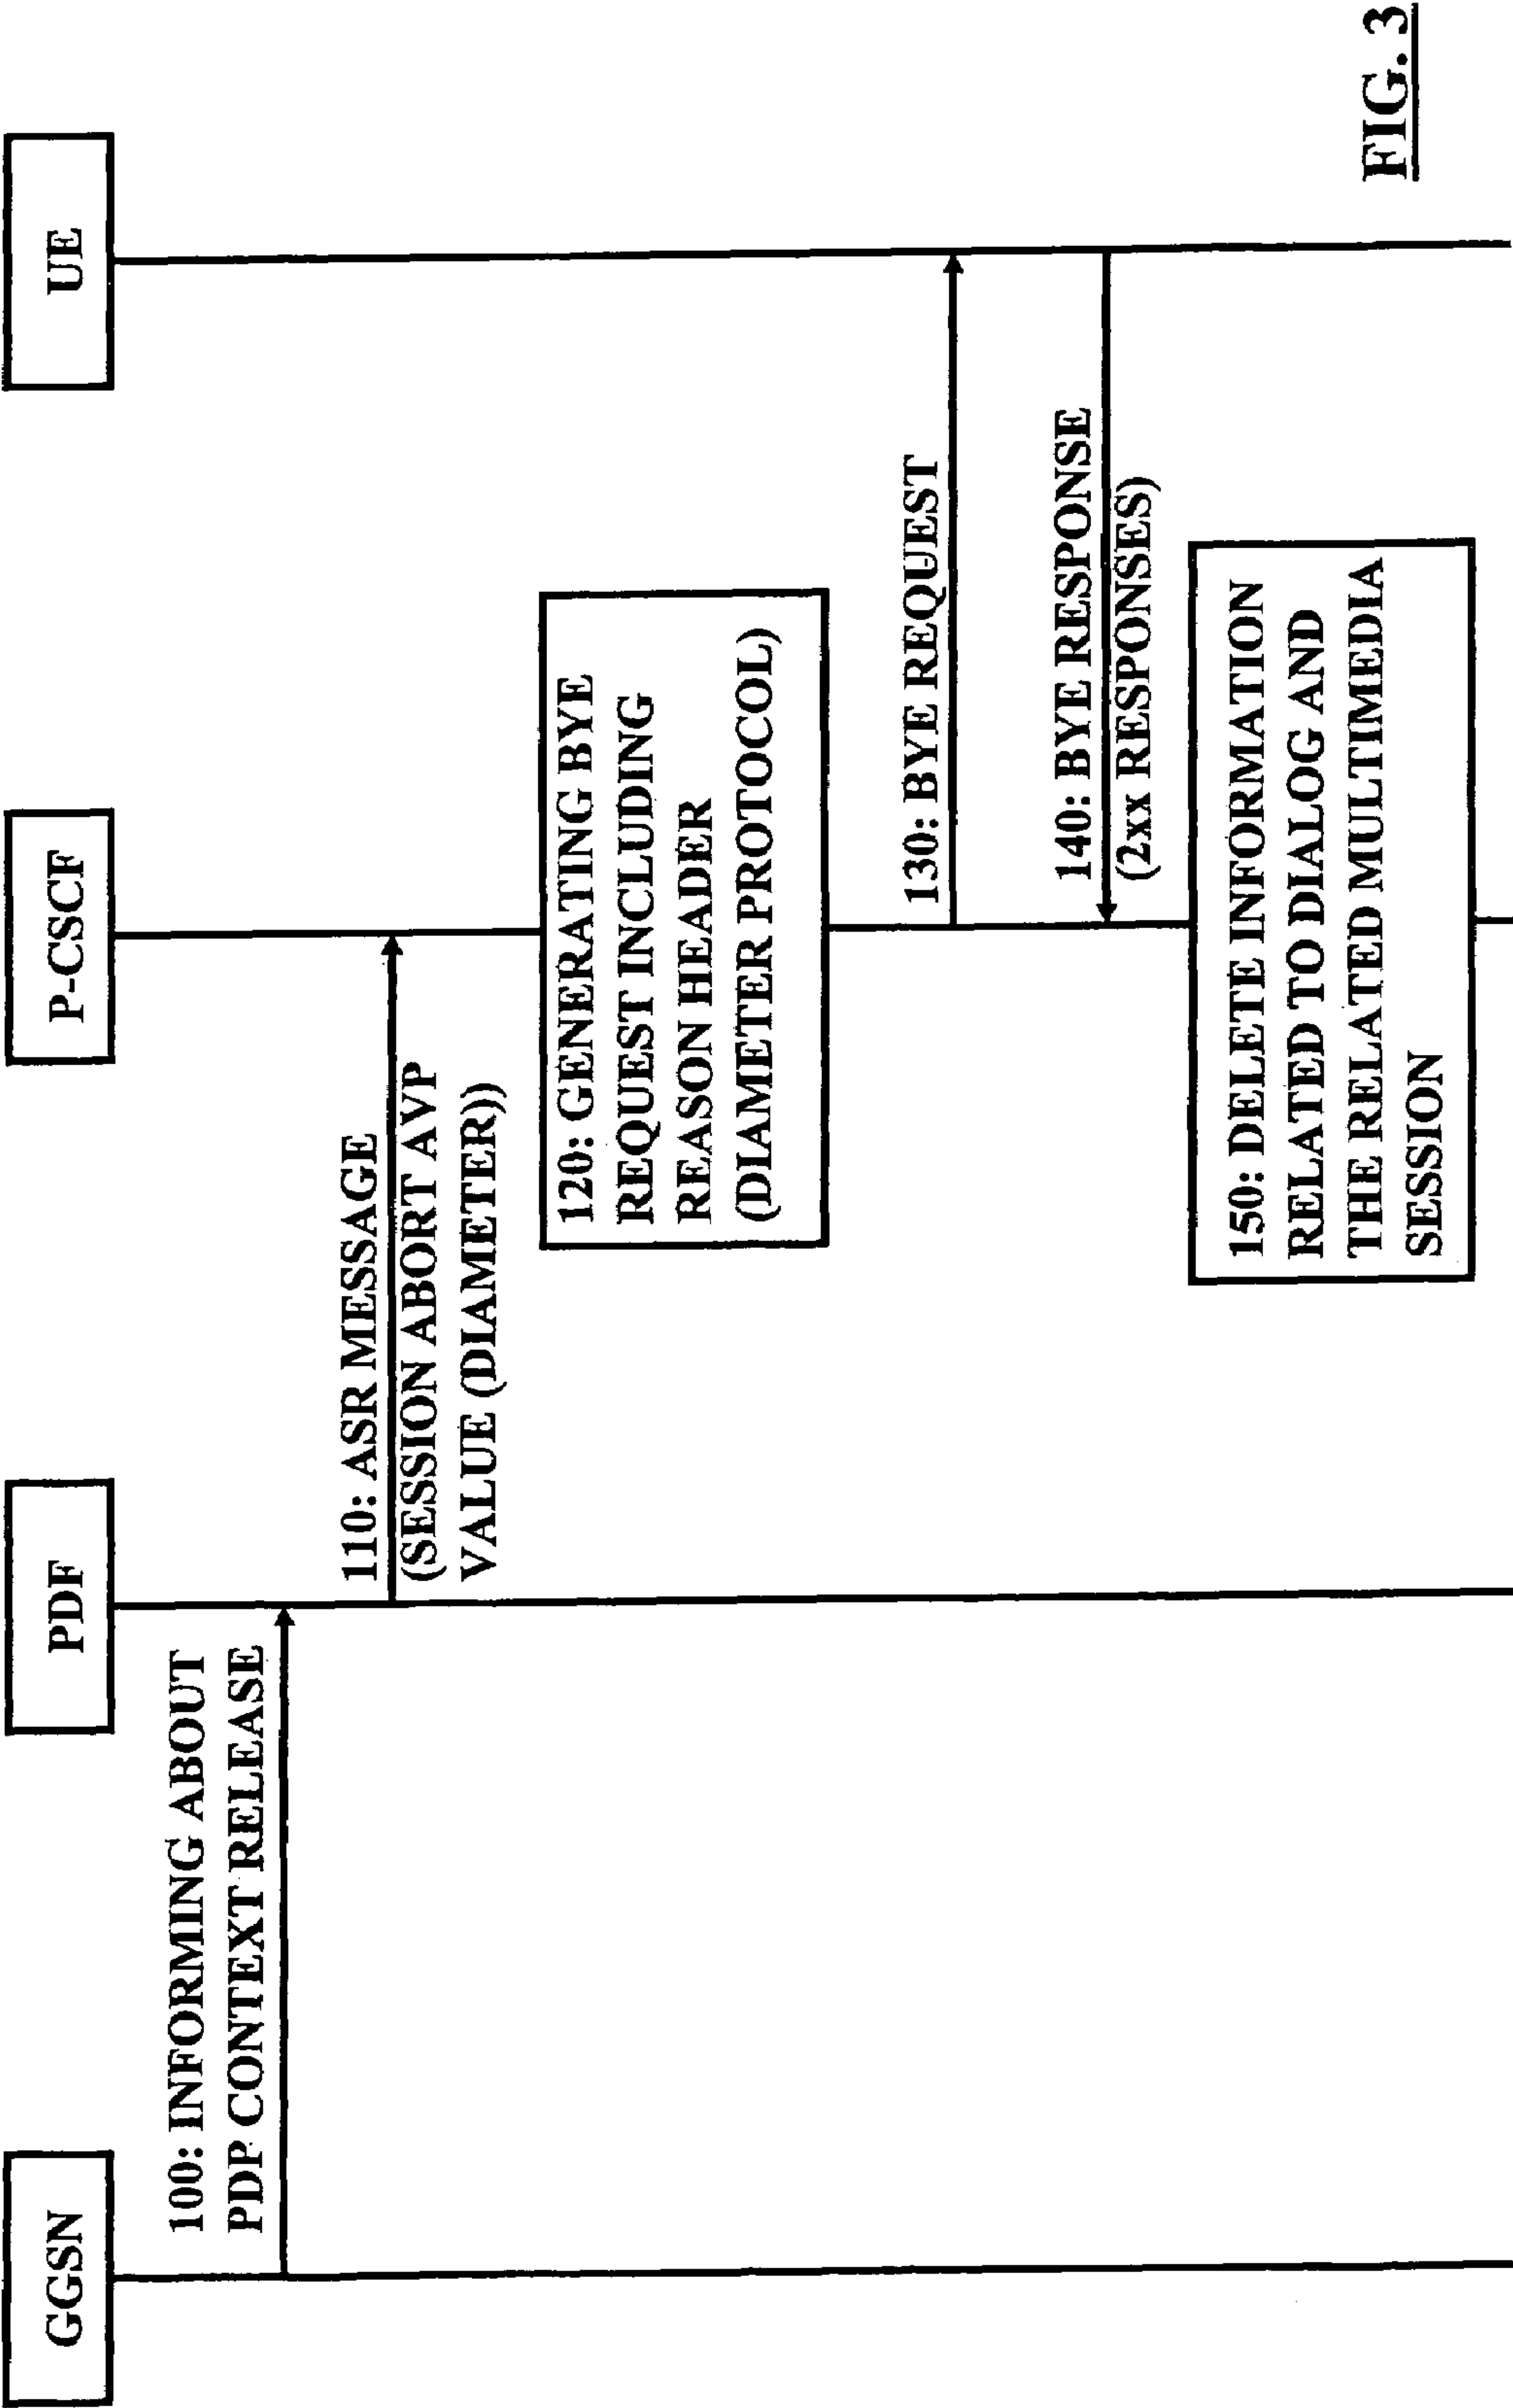 GGSN
PDF
P-CSCF
UE
100: INFORMING ABOUT
PDP CONTEXT RELEASE
110: ASR MESSAGE
(SESSION ABORT AVP
VALUE (DIAMETER))
120: GENERATING BYE
REQUEST INCLUDING
REASON HEADER
(DIAMETER PROTOCOL)
130: BYE REQUEST
140: BYE RESPONSE
(2xx RESPONSES)
150: DELETE INFORMATION
RELATED TO DIALOG AND
THE RELATED MULTIMEDIA
SESSION
FIG. 3